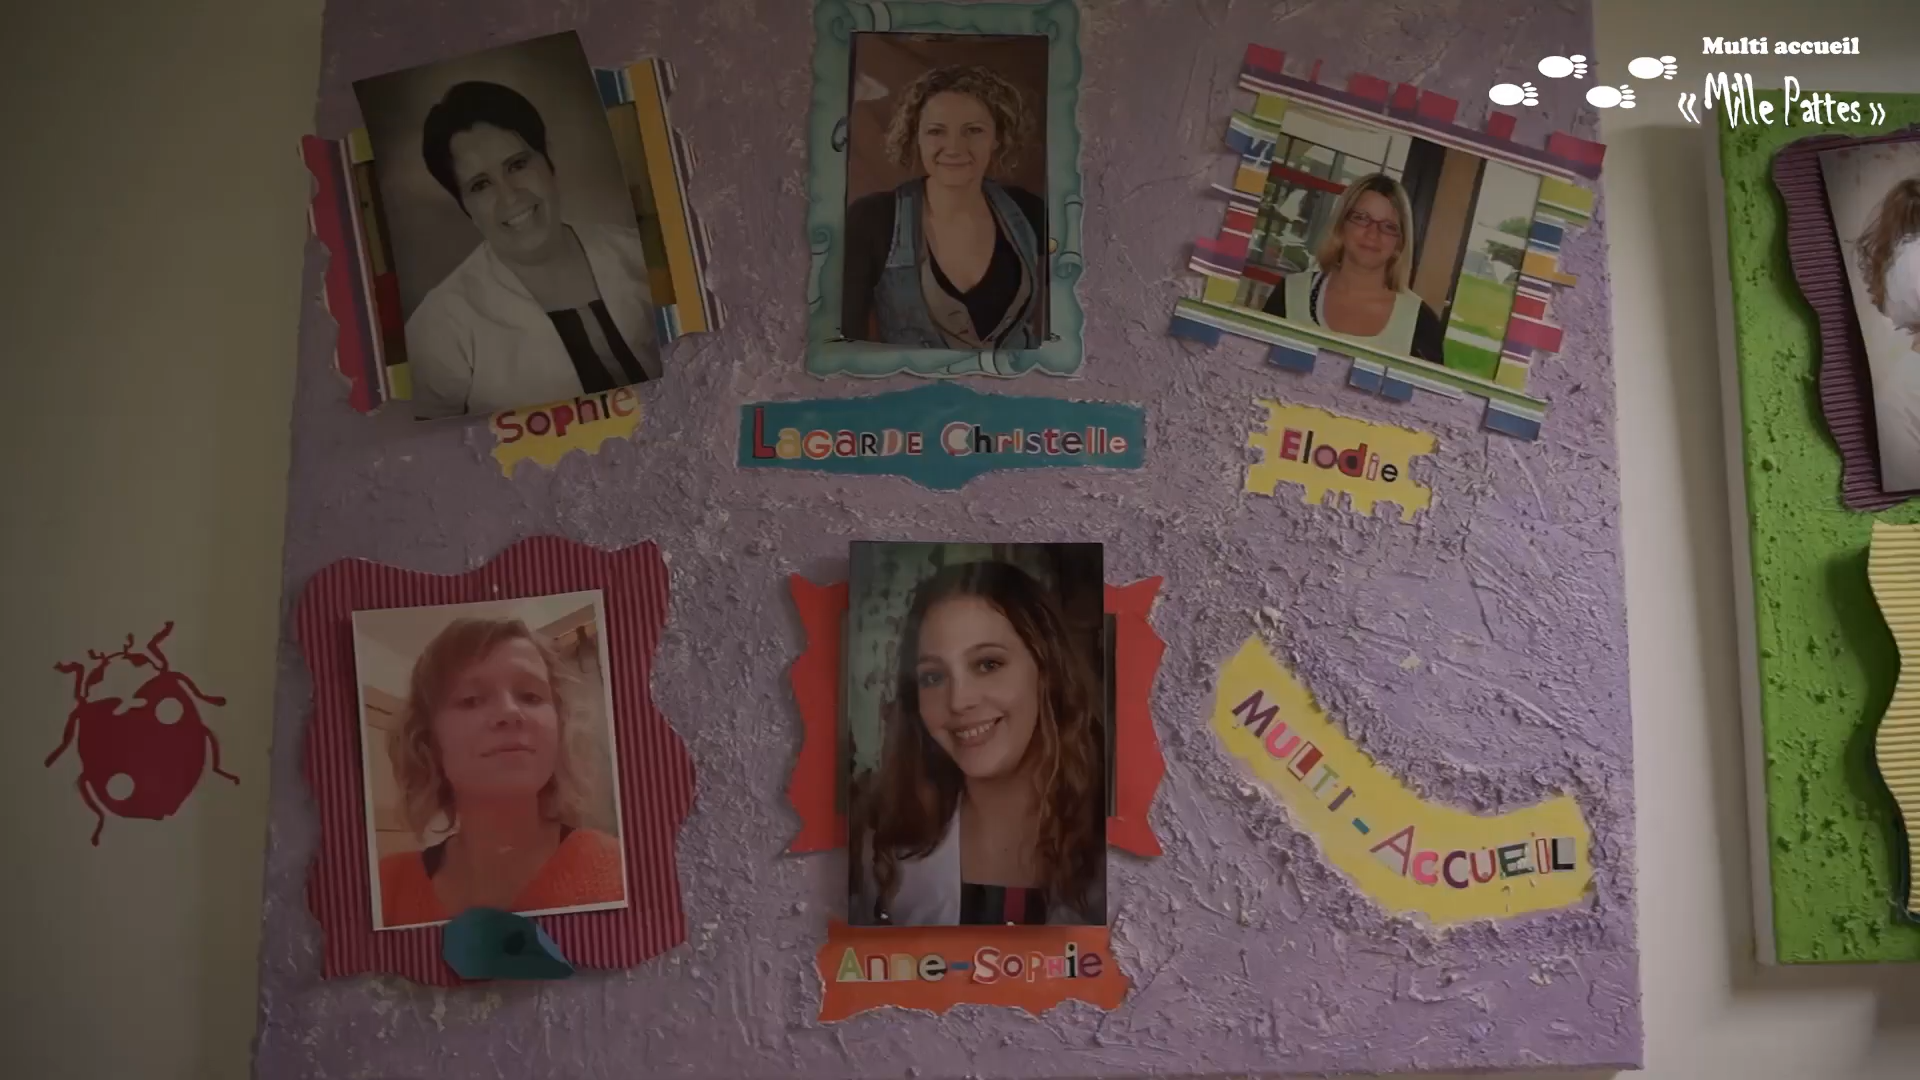 Multi accueil
« Mille Pattes »
Sophie
Lagarde Christelle
Elodie
Multi-Accueil
Anne-Sophie